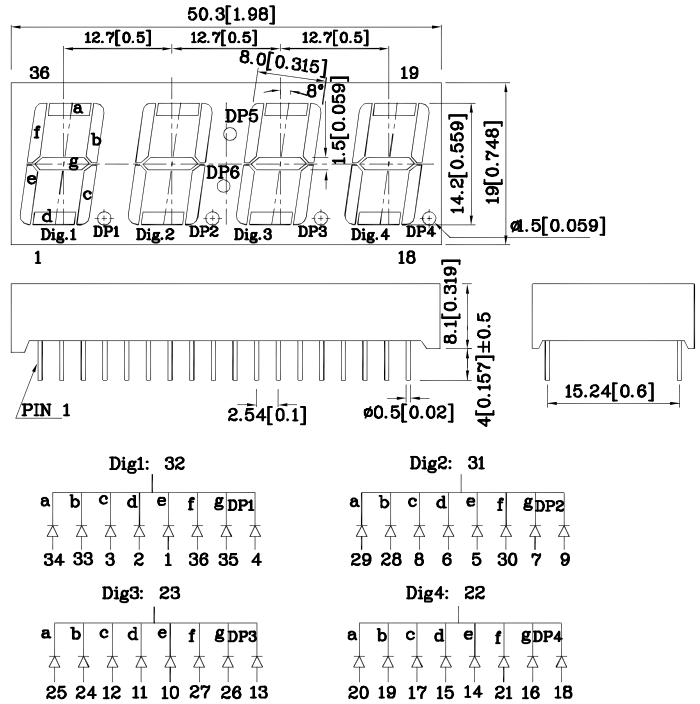 50.3[1.98]
12.7[0.5] 12.7[0.5] 12.7[0.5]
8.0[0.315]
36 19
8°
a DP5
f b
g
DP6
e c
d
1.5[0.059]
14.2[0.559]
19[0.748]
Dig.1 DP1 Dig.2 DP2 Dig.3 DP3 Dig.4 DP4
ø1.5[0.059]
1 18
8.1[0.319]
4[0.157]±0.5
PIN 1
2.54[0.1]
ø0.5[0.02]
15.24[0.6]
Dig1: 32
a b c d e f g DP1
34 33 3 2 1 36 35 4
Dig2: 31
a b c d e f g DP2
29 28 8 6 5 30 7 9
Dig3: 23
a b c d e f g DP3
25 24 12 11 10 27 26 13
Dig4: 22
a b c d e f g DP4
20 19 17 15 14 21 16 18